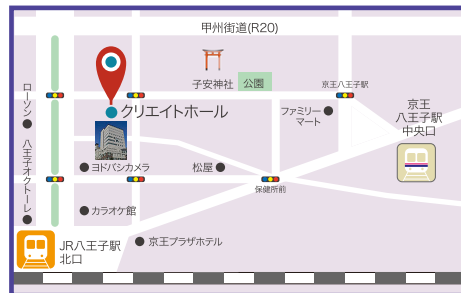 甲州街道(R20)
子安神社
公園
京王八王子駅
ローソン
クリエイトホール
ファミリー
マート
京王
八王子駅
中央口
八王子オクトーレ
ヨドバシカメラ
松屋
保健所前
カラオケ館
京王プラザホテル
JR八王子駅
北口